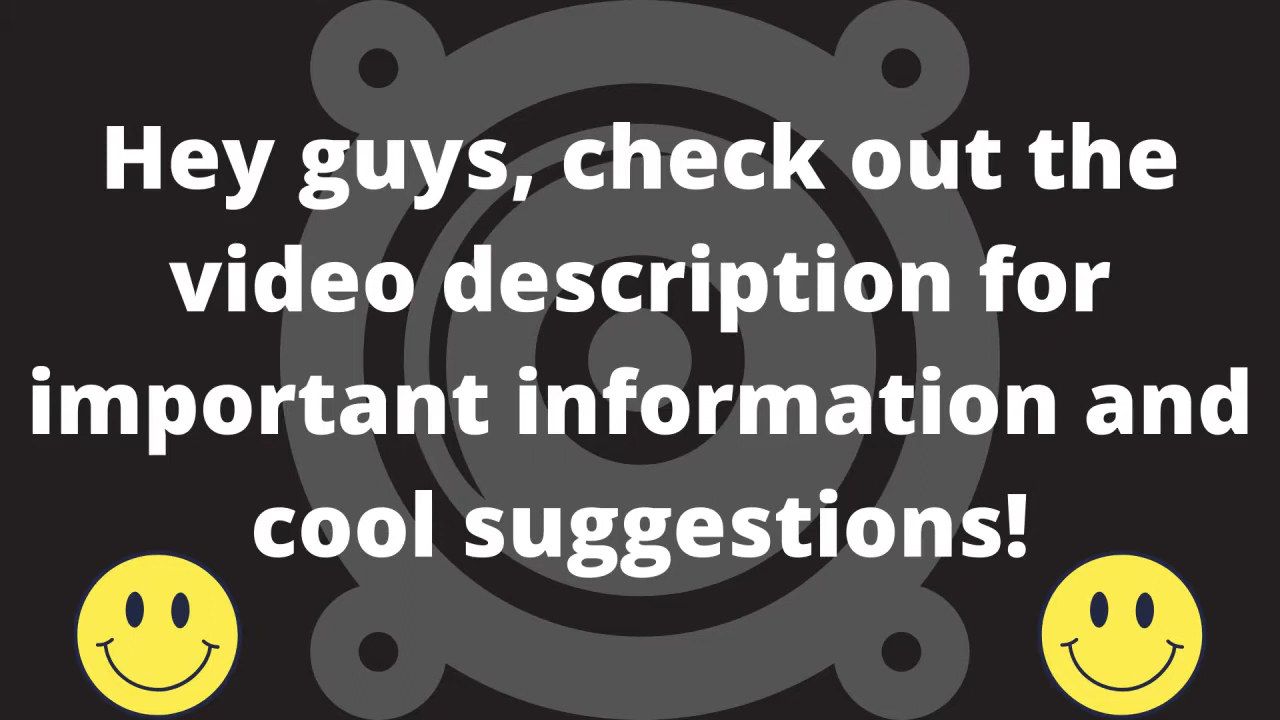 Hey guys, check out the
video description for
important information and
cool suggestions!